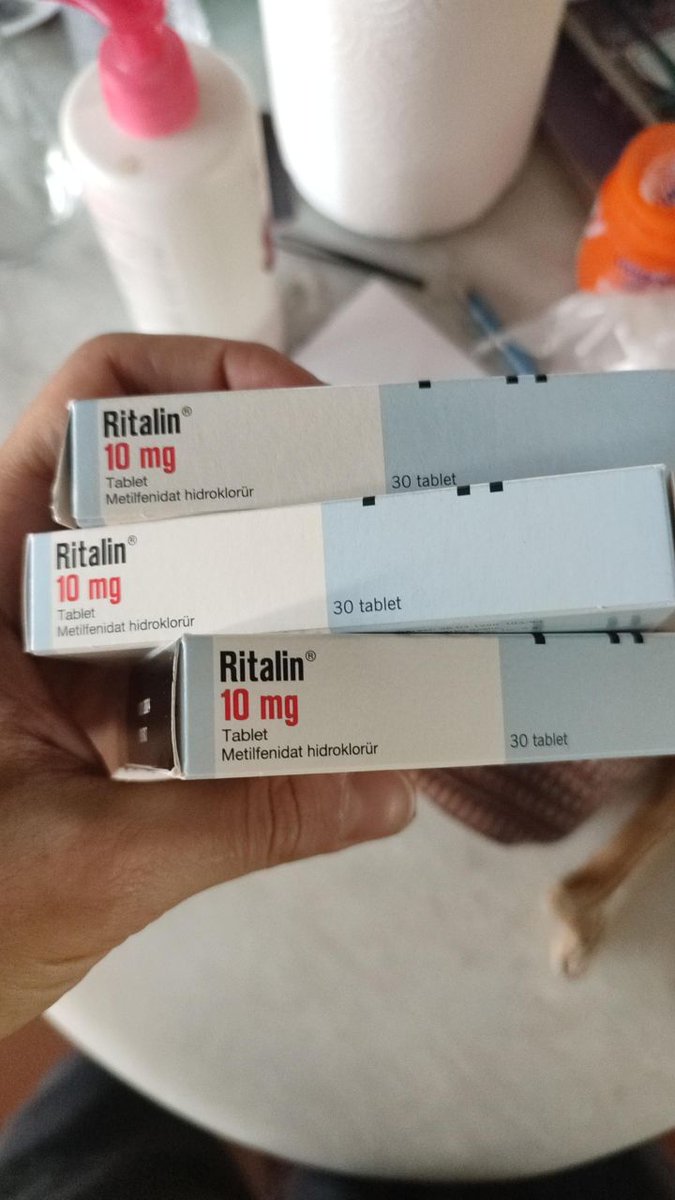 Ritalin®
10 mg
Tablet
Metilfenidat hidroklorür
30 tablet
Ritalin®
10 mg
Tablet
Metilfenidat hidroklorür
30 tablet
Ritalin®
10 mg
Tablet
Metilfenidat hidroklorür
30 tablet